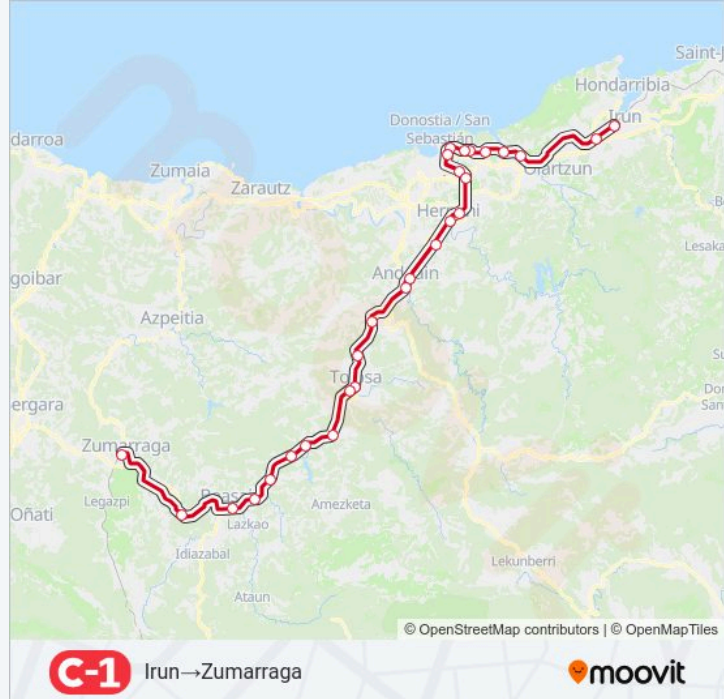 Saint-J
Hondarribia
Irun
Donostia / San
Sebastián
darroa
Zumaia
Zarautz
Oiartzun
Hernani
Lesaka
goibar
Andoain
Azpeitia
Tolosa
ergara
Zumarraga
Legazpi
Beasain
Amezketa
Oñati
Lazkao
Idiazabal
Lekunberri
Ataun
© OpenStreetMap contributors | © OpenMapTiles
C-1 Irun→Zumarraga
moovit